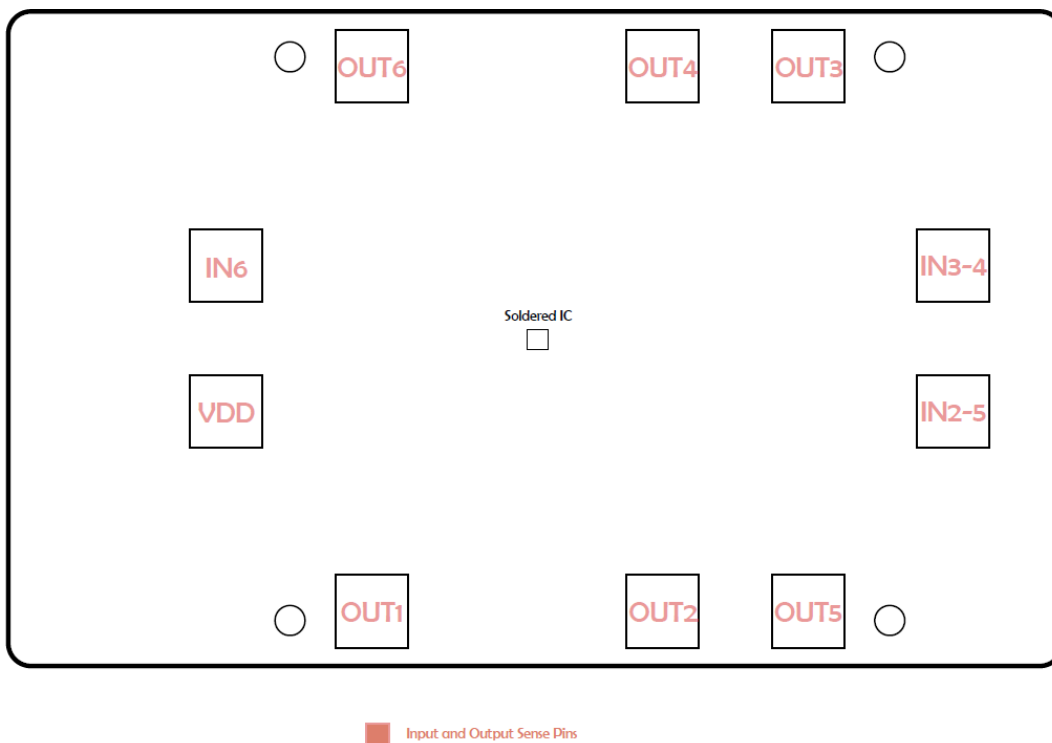 OUT6
OUT4
OUT3
IN6
IN3-4
Soldered IC
VDD
IN2-5
OUT1
OUT2
OUT5
Input and Output Sense Pins